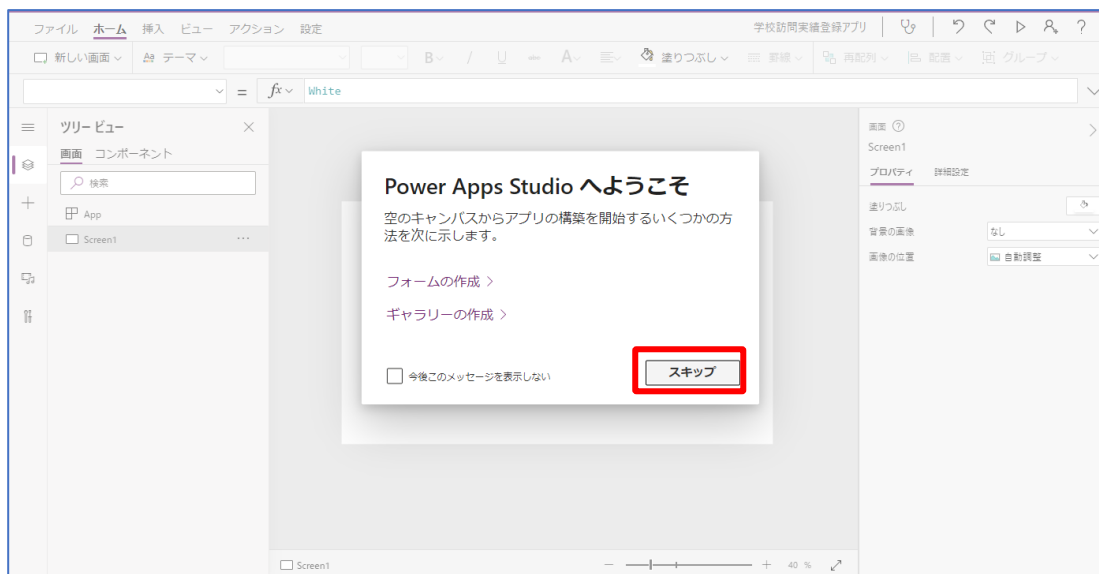 ファイル ホーム 挿入 ビュー アクション 設定 学校訪問実績登録アプリ
新しい画面 テーマ B / U A 塗りつぶし 罫線 再配列 配置 グループ
= fx White
ツリー ビュー
画面 コンポーネント
検索
App
Screen1
Power Apps Studio へようこそ
空のキャンバスからアプリの構築を開始するいくつかの方
法を次に示します。
フォームの作成
ギャラリーの作成
今後このメッセージを表示しない
スキップ
画面
Screen1
プロパティ 詳細設定
塗りつぶし
背景の画像 なし
画像の位置 自動調整
Screen1 40 %